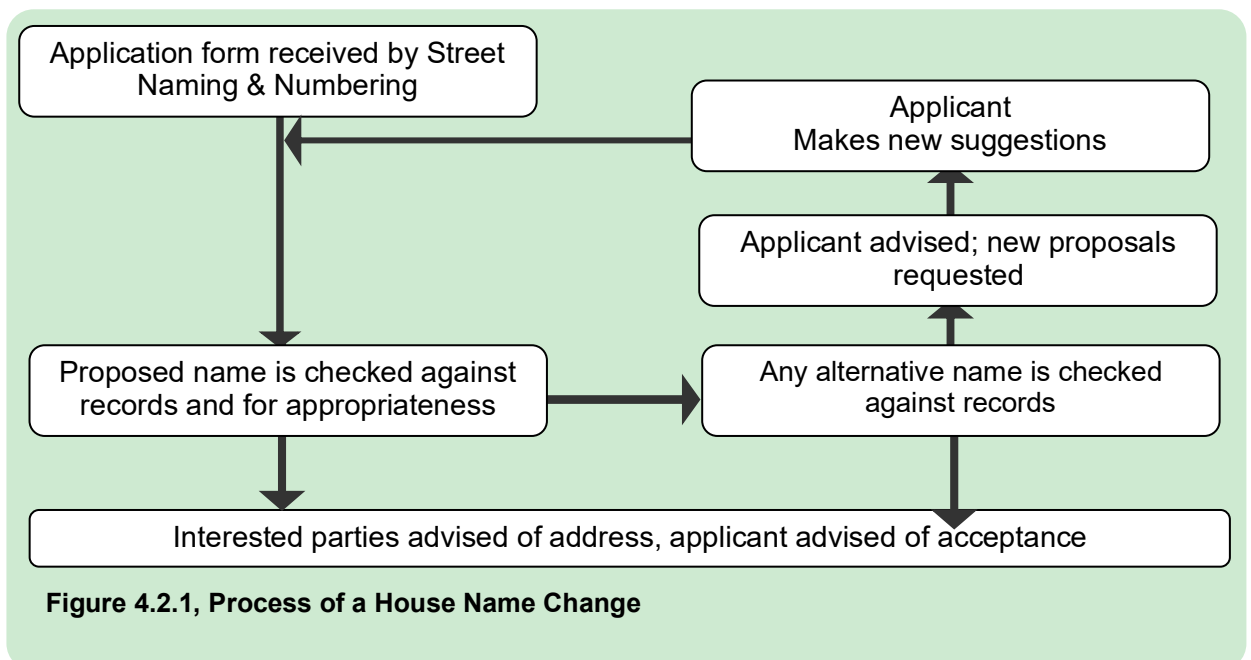 Application form received by Street
Naming & Numbering
Applicant
Makes new suggestions
Applicant advised; new proposals
requested
Proposed name is checked against
records and for appropriateness
Any alternative name is checked
against records
Interested parties advised of address, applicant advised of acceptance
Figure 4.2.1, Process of a House Name Change